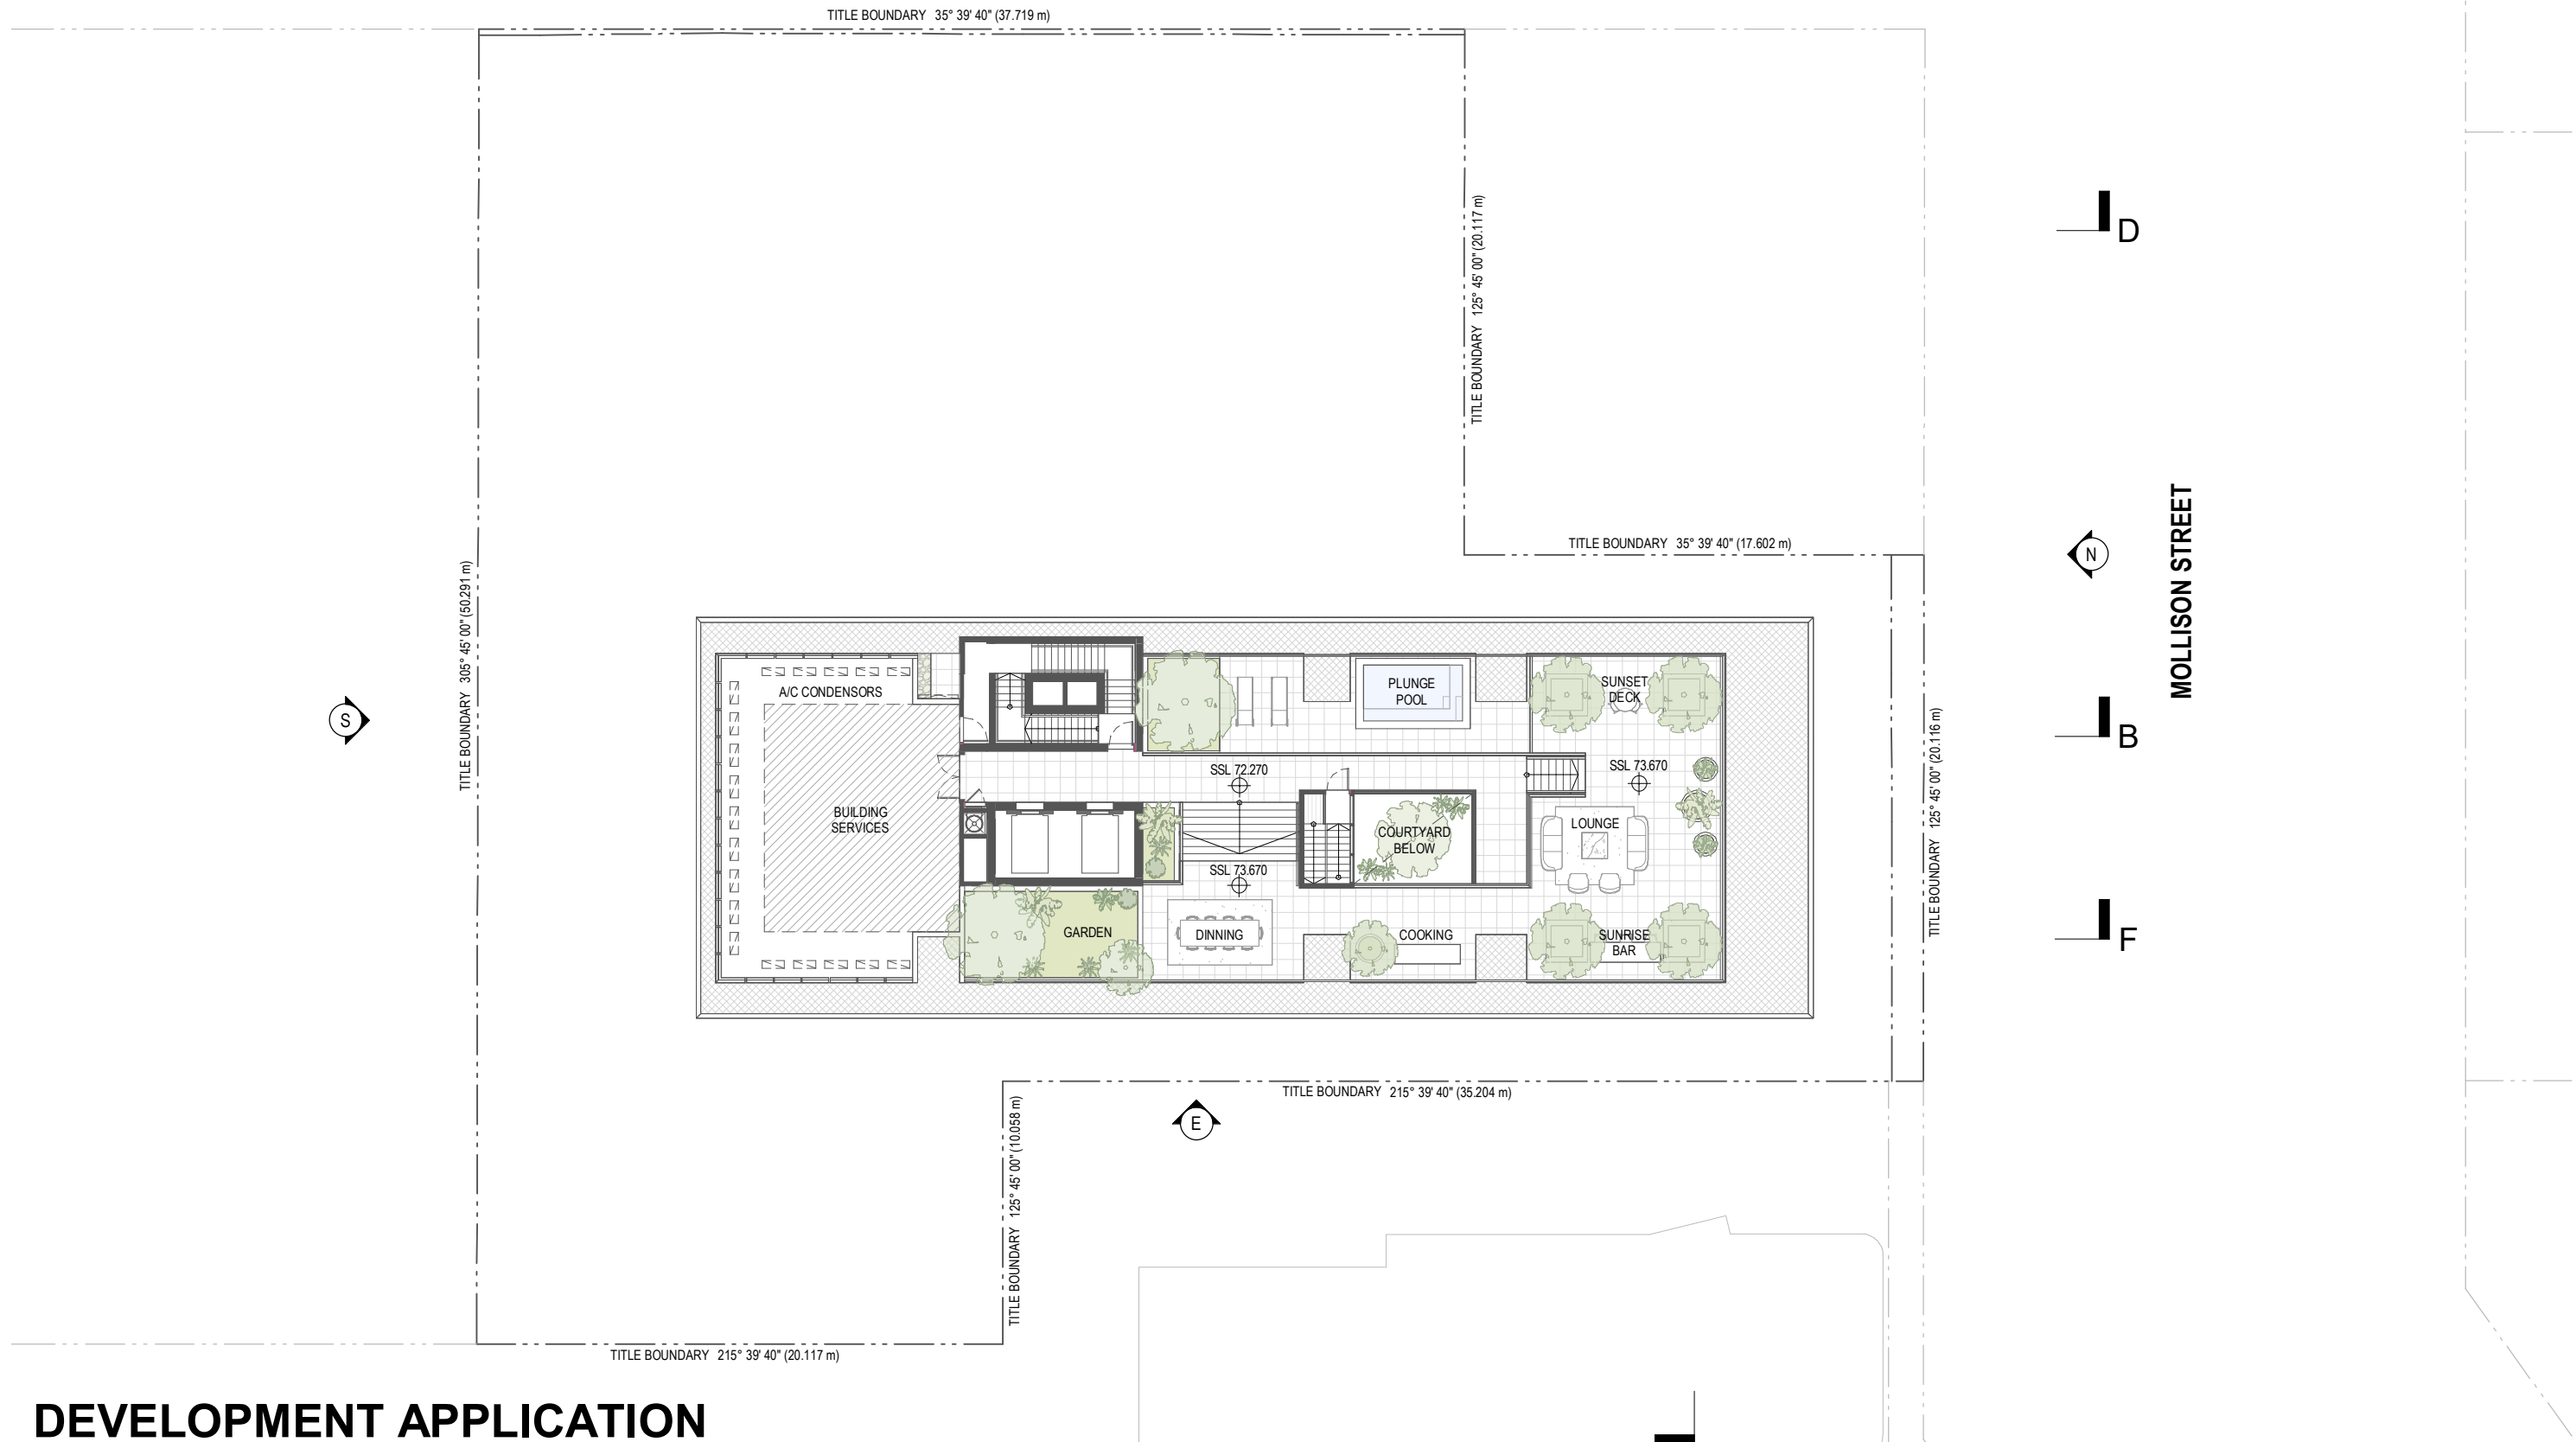 TITLE BOUNDARY 35° 39' 40" (37.719 m)
TITLE BOUNDARY 125° 45' 00" (20.117 m)
D
TITLE BOUNDARY 35° 39' 40" (17.602 m)
N
MOLLISON STREET
TITLE BOUNDARY 305° 45' 00" (50.291 m)
S
A/C CONDENSORS
PLUNGE
POOL
SUNSET
DECK
B
SSL 72.270
SSL 73.670
BUILDING
SERVICES
LOUNGE
COURTYARD
BELOW
SSL 73.670
TITLE BOUNDARY 125° 45' 00" (20.116 m)
GARDEN
DINNING
COOKING
SUNRISE
BAR
F
TITLE BOUNDARY 215° 39' 40" (35.204 m)
E
TITLE BOUNDARY 125° 45' 00" (10.058 m)
TITLE BOUNDARY 215° 39' 40" (20.117 m)
DEVELOPMENT APPLICATION